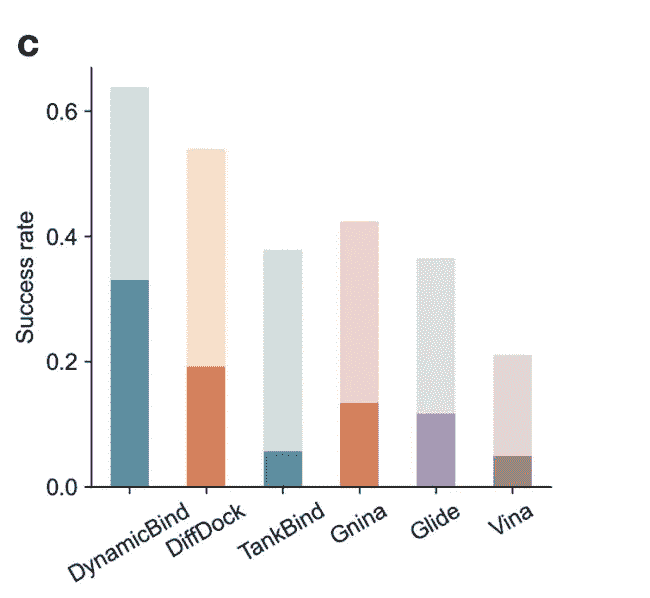 c
0.6
0.4
0.2
0.0
Success rate
DynamicBind
DiffDock
TankBind
Gnina
Glide
Vina